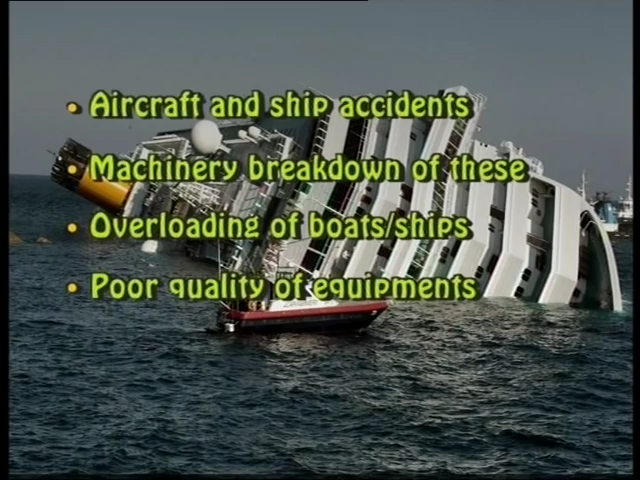 • Aircraft and ship accidents
• Machinery breakdown of these
• Overloading of boats/ships
• Poor quality of equipments